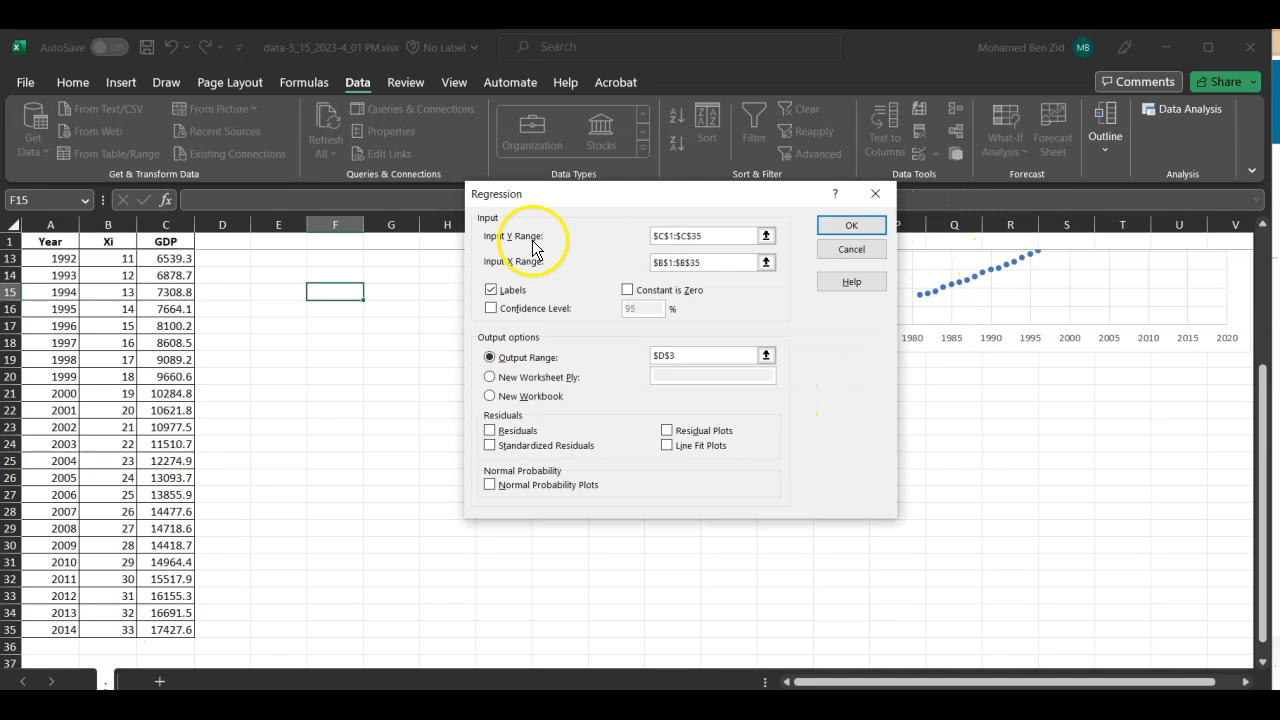 AutoSave Off data-5_15_2023-4_01 PM.xlsx No Label Search Mohamed Ben Zid MB
File Home Insert Draw Page Layout Formulas Data Review View Automate Help Acrobat Comments Share
From Text/CSV From Picture Queries & Connections Clear Data Analysis
Get Data From Web Recent Sources Refresh All Properties Organization Stocks Sort Filter Reapply Text to Columns What-If Analysis Forecast Sheet Outline
From Table/Range Existing Connections Edit Links Advanced
Get & Transform Data Queries & Connections Data Types Sort & Filter Data Tools Forecast Analysis
F15 fx
A B C D E F G H P Q R S T U V
1 Year Xi GDP
13 1992 11 6539.3
14 1993 12 6878.7
15 1994 13 7308.8
16 1995 14 7664.1
17 1996 15 8100.2
18 1997 16 8608.5
19 1998 17 9089.2
20 1999 18 9660.6
21 2000 19 10284.8
22 2001 20 10621.8
23 2002 21 10977.5
24 2003 22 11510.7
25 2004 23 12274.9
26 2005 24 13093.7
27 2006 25 13855.9
28 2007 26 14477.6
29 2008 27 14718.6
30 2009 28 14418.7
31 2010 29 14964.4
32 2011 30 15517.9
33 2012 31 16155.3
34 2013 32 16691.5
35 2014 33 17427.6
36
37
Regression ?
Input
Input Y Range: $C$1:$C$35 OK
Input X Range: $B$1:$B$35 Cancel
Labels Constant is Zero Help
Confidence Level: 95 %
Output options
Output Range: $D$3
New Worksheet Ply:
New Workbook
Residuals
Residuals Residual Plots
Standardized Residuals Line Fit Plots
Normal Probability
Normal Probability Plots
1980 1985 1990 1995 2000 2005 2010 2015 2020